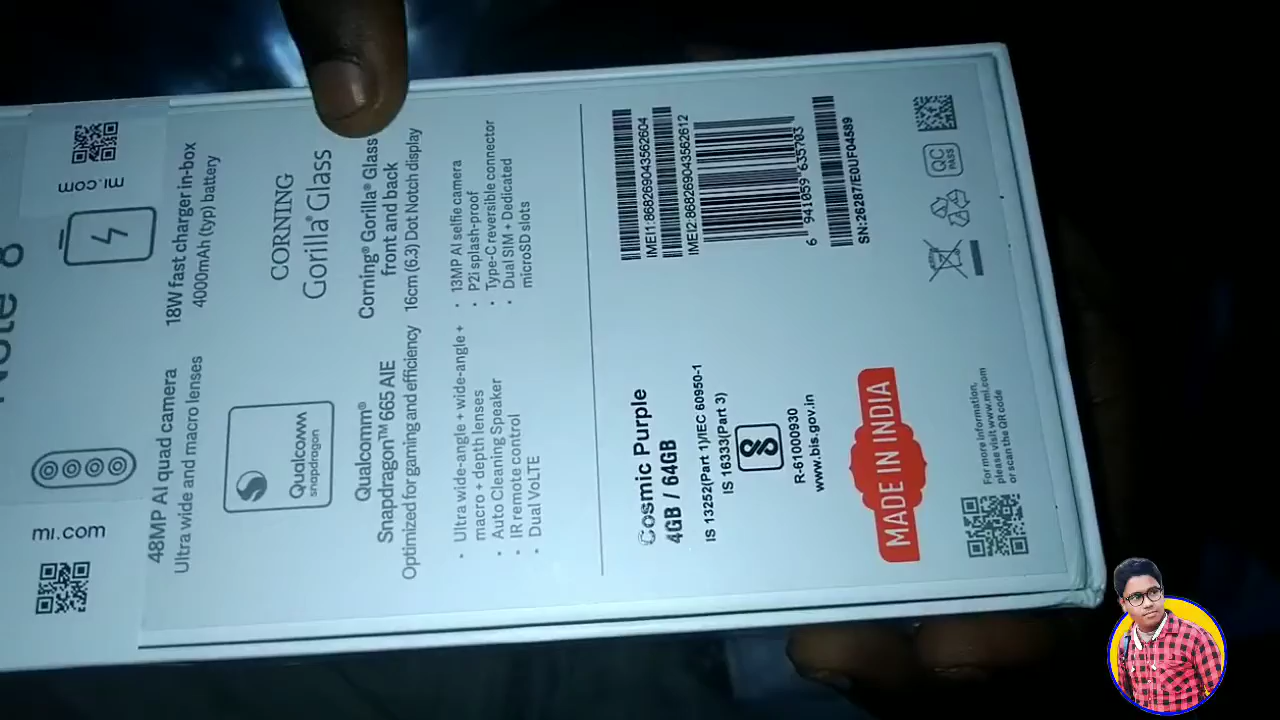 Note 8
mi.com
mi.com
48MP AI quad camera
Ultra wide and macro lenses
18W fast charger in-box
4000mAh (typ) battery
Qualcomm
snapdragon
Qualcomm®
Snapdragon™ 665 AIE
Optimized for gaming and efficiency
CORNING
Gorilla® Glass
Corning® Gorilla® Glass
front and back
16cm (6.3) Dot Notch display
• Ultra wide-angle + wide-angle +
macro + depth lenses
• Auto Cleaning Speaker
• IR remote control
• Dual VoLTE
• 13MP AI selfie camera
• P2i splash-proof
• Type-C reversible connector
• Dual SIM + Dedicated
microSD slots
Cosmic Purple
4GB / 64GB
IS 13252(Part 1)/IEC 60950-1
IS 16333(Part 3)
R-61000930
www.bis.gov.in
MADE IN INDIA
For more information,
please visit www.mi.com
or scan the QR code
IMEI1:868269043562604
IMEI2:868269043562612
6 941059 635703
SN:26287/E0UF04589
QC
PASS